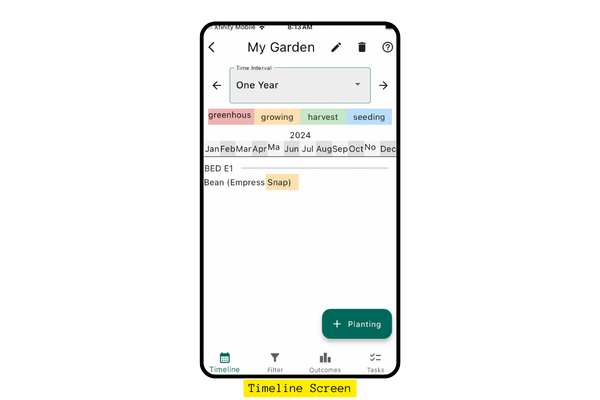 Xfinity Mobile 8:13 AM
My Garden
Time Interval
One Year
greenhous growing harvest seeding
2024
Jan Feb Mar Apr Ma Jun Jul Aug Sep Oct No Dec
BED E1
Bean (Empress Snap)
+ Planting
Timeline Filter Outcomes Tasks
Timeline Screen